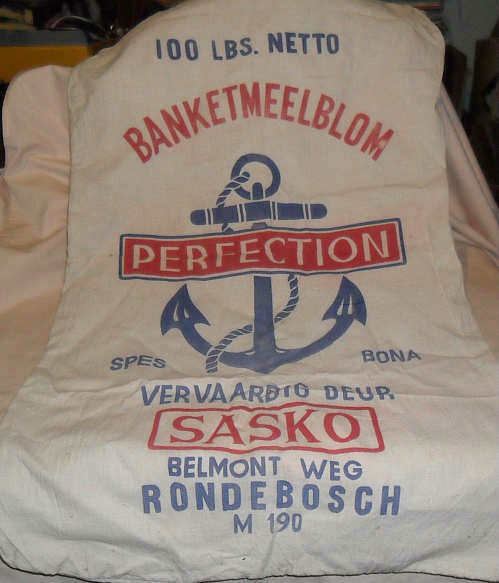 100 LBS. NETTO
BANKETMEELBLOM
PERFECTION
SPES BONA
VERVAARDIG DEUR
SASKO
BELMONT WEG
RONDEBOSCH
M 190